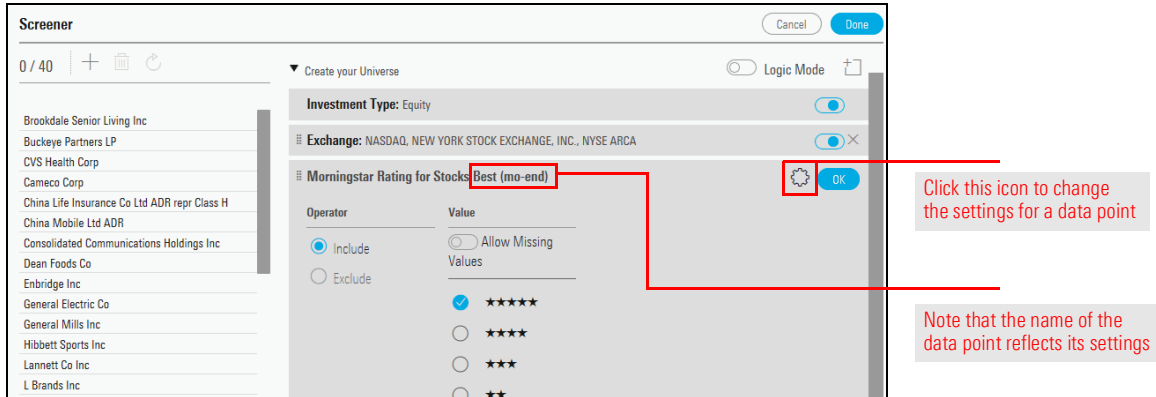 Screener
Cancel
Done
0 / 40
Create your Universe
Logic Mode
Investment Type: Equity
Exchange: NASDAQ, NEW YORK STOCK EXCHANGE, INC., NYSE ARCA
Morningstar Rating for Stocks Best (mo-end)
OK
Operator
Value
Include
Exclude
Allow Missing
Values
★★★★★
★★★★
★★★
★★
Brookdale Senior Living Inc
Buckeye Partners LP
CVS Health Corp
Cameco Corp
China Life Insurance Co Ltd ADR repr Class H
China Mobile Ltd ADR
Consolidated Communications Holdings Inc
Dean Foods Co
Enbridge Inc
General Electric Co
General Mills Inc
Hibbett Sports Inc
Lannett Co Inc
L Brands Inc
Click this icon to change
the settings for a data point
Note that the name of the
data point reflects its settings